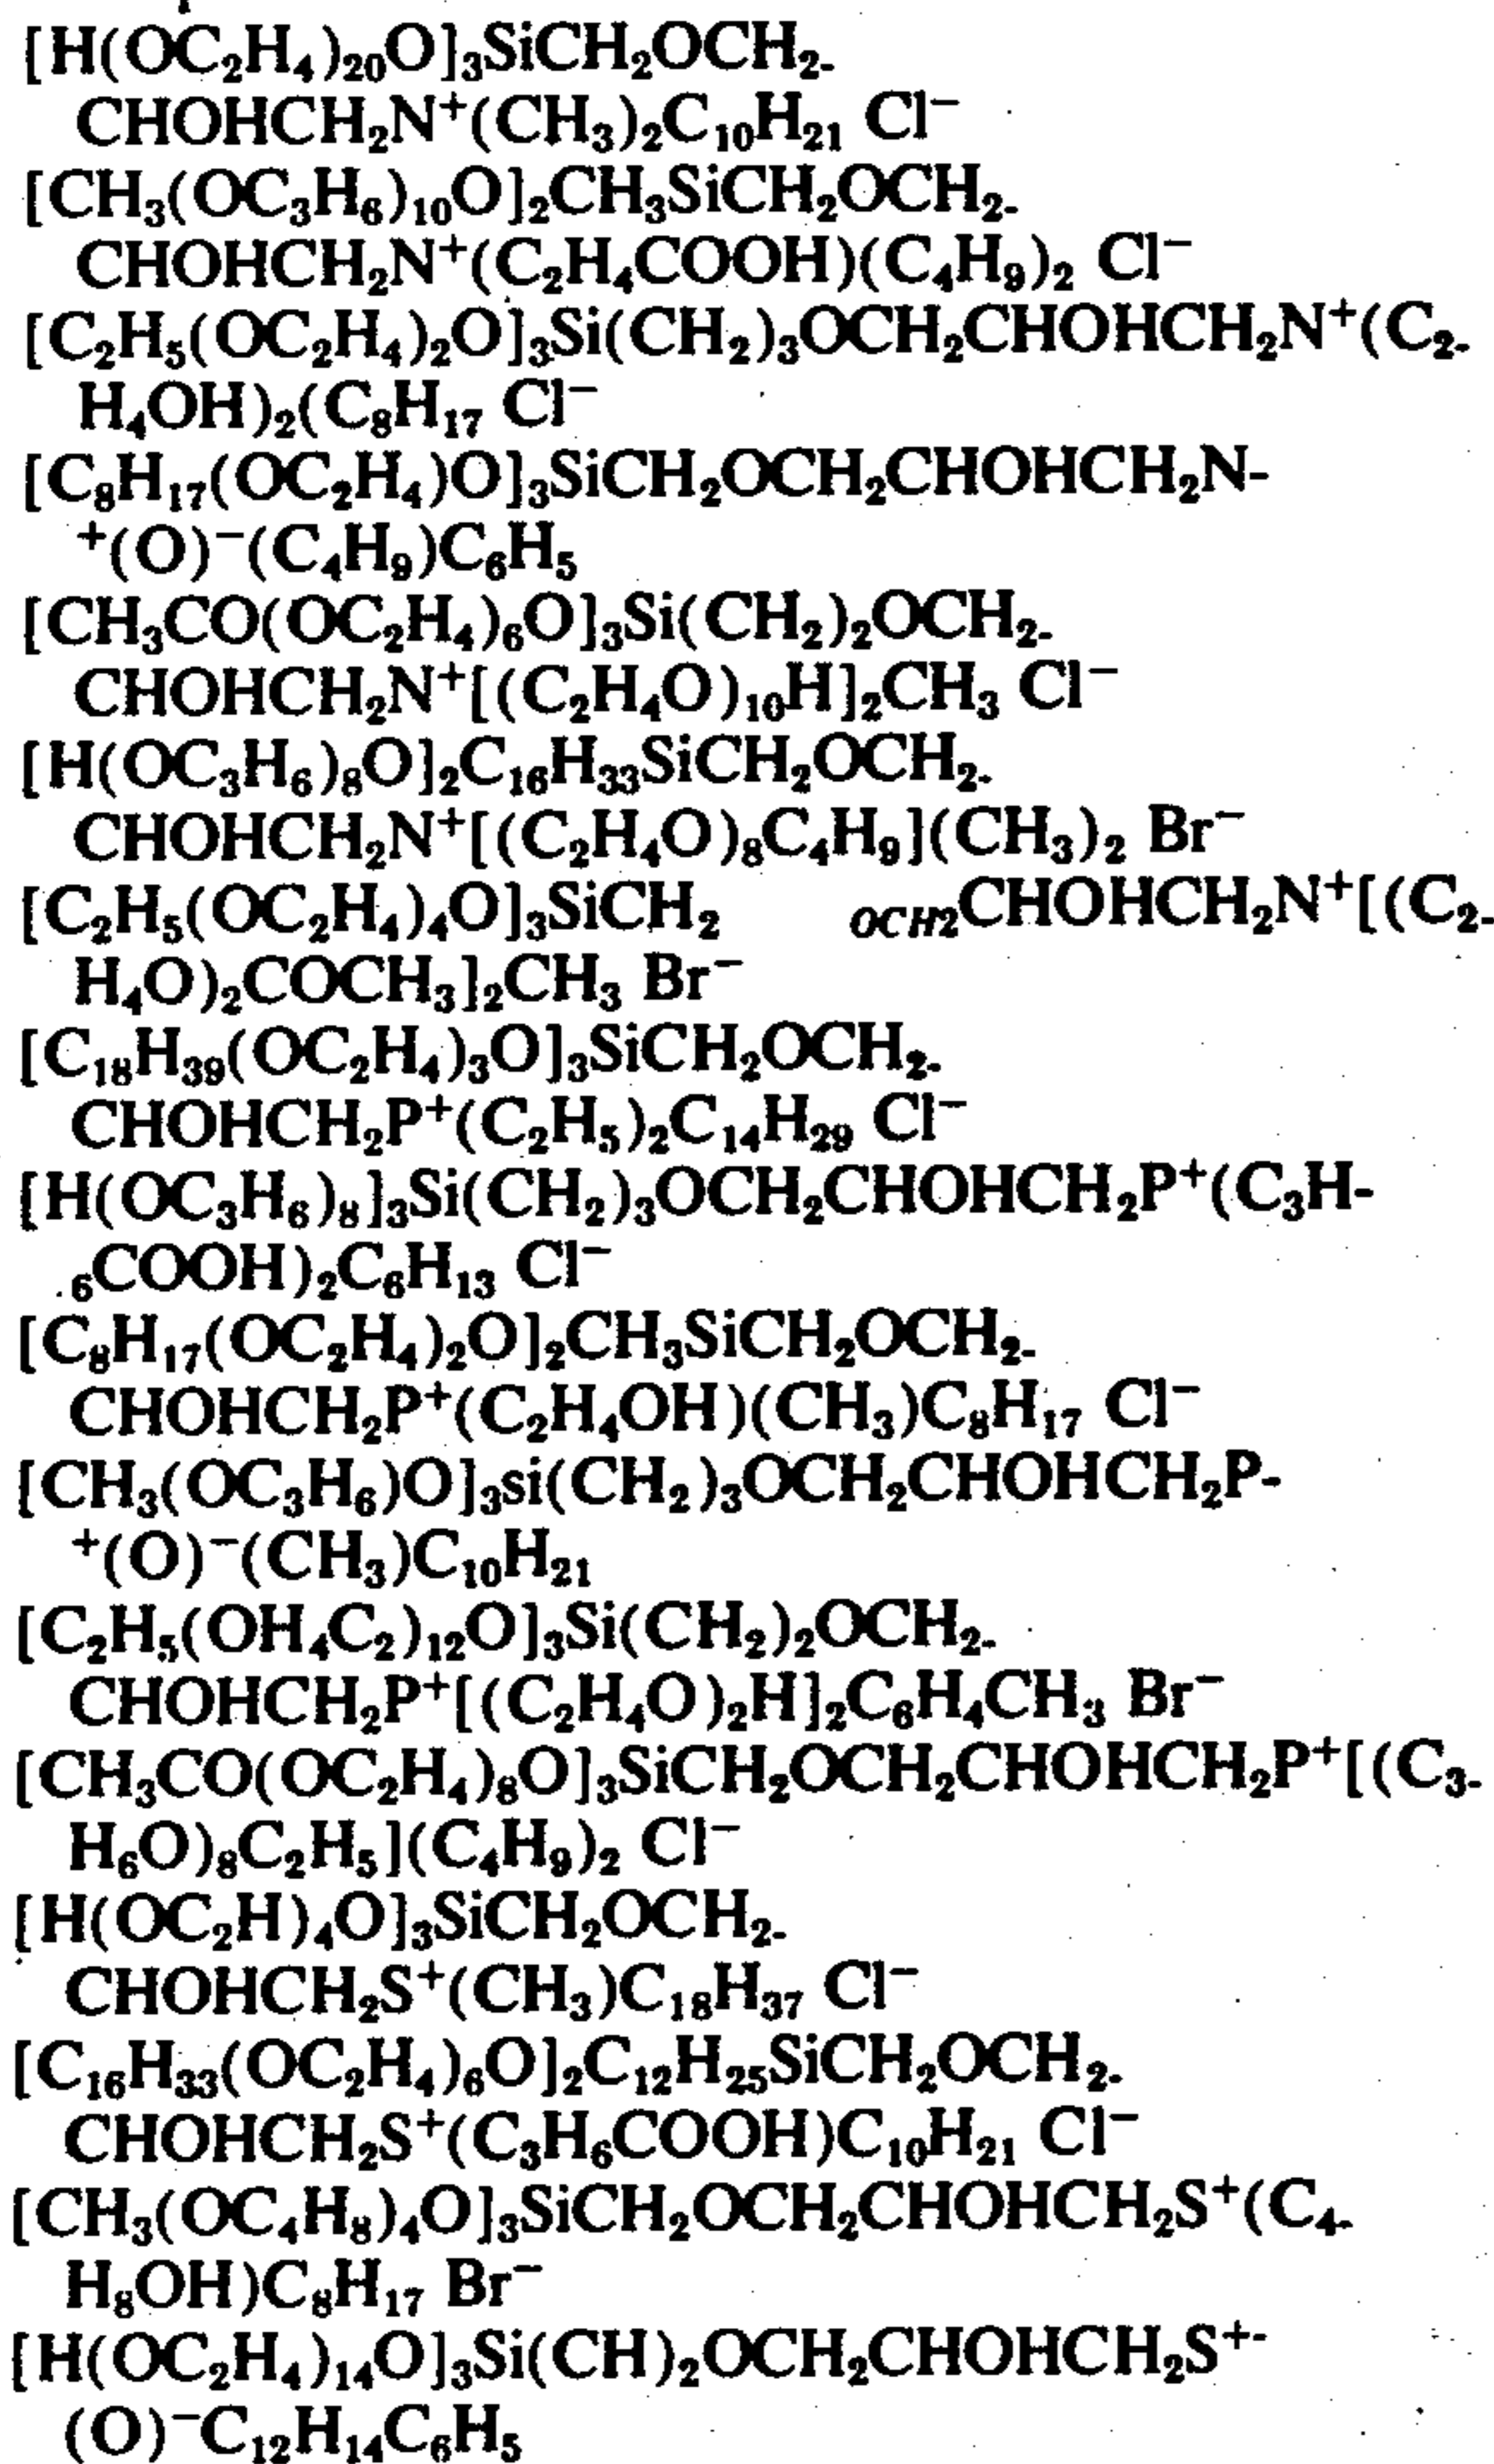 [H(OC₂H₄)₂₀O]₃SiCH₂OCH₂-
CHOHCH₂N⁺(CH₃)₂C₁₀H₂₁ Cl⁻
[CH₃(OC₃H₆)₁₀O]₂CH₃SiCH₂OCH₂-
CHOHCH₂N⁺(C₂H₄COOH)(C₄H₉)₂ Cl⁻
[C₂H₅(OC₂H₄)₂O]₃Si(CH₂)₃OCH₂CHOHCH₂N⁺(C₂-
H₄OH)₂(C₈H₁₇ Cl⁻
[C₈H₁₇(OC₂H₄)O]₃SiCH₂OCH₂CHOHCH₂N-
⁺(O)⁻(C₄H₉)C₆H₅
[CH₃CO(OC₂H₄)₆O]₃Si(CH₂)₂OCH₂-
CHOHCH₂N⁺[(C₂H₄O)₁₀H]₂CH₃ Cl⁻
[H(OC₃H₆)₈O]₂C₁₆H₃₃SiCH₂OCH₂-
CHOHCH₂N⁺[(C₂H₄O)₈C₄H₉](CH₃)₂ Br⁻
[C₂H₅(OC₂H₄)₄O]₃SiCH₂ OCH2CHOHCH₂N⁺[(C₂-
H₄O)₂COCH₃]₂CH₃ Br⁻
[C₁₈H₃₉(OC₂H₄)₃O]₃SiCH₂OCH₂-
CHOHCH₂P⁺(C₂H₅)₂C₁₄H₂₉ Cl⁻
[H(OC₃H₆)₈]₃Si(CH₂)₃OCH₂CHOHCH₂P⁺(C₃H-
₆COOH)₂C₆H₁₃ Cl⁻
[C₈H₁₇(OC₂H₄)₂O]₂CH₃SiCH₂OCH₂-
CHOHCH₂P⁺(C₂H₄OH)(CH₃)C₈H₁₇ Cl⁻
[CH₃(OC₃H₆)O]₃si(CH₂)₃OCH₂CHOHCH₂P-
⁺(O)⁻(CH₃)C₁₀H₂₁
[C₂H₅(OH₄C₂)₁₂O]₃Si(CH₂)₂OCH₂-
CHOHCH₂P⁺[(C₂H₄O)₂H]₂C₆H₄CH₃ Br⁻
[CH₃CO(OC₂H₄)₈O]₃SiCH₂OCH₂CHOHCH₂P⁺[(C₃-
H₆O)₈C₂H₅](C₄H₉)₂ Cl⁻
[H(OC₂H)₄O]₃SiCH₂OCH₂-
CHOHCH₂S⁺(CH₃)C₁₈H₃₇ Cl⁻
[C₁₆H₃₃(OC₂H₄)₆O]₂C₁₂H₂₅SiCH₂OCH₂-
CHOHCH₂S⁺(C₃H₆COOH)C₁₀H₂₁ Cl⁻
[CH₃(OC₄H₈)₄O]₃SiCH₂OCH₂CHOHCH₂S⁺(C₄-
H₈OH)C₈H₁₇ Br⁻
[H(OC₂H₄)₁₄O]₃Si(CH)₂OCH₂CHOHCH₂S⁺-
(O)⁻C₁₂H₁₄C₆H₅